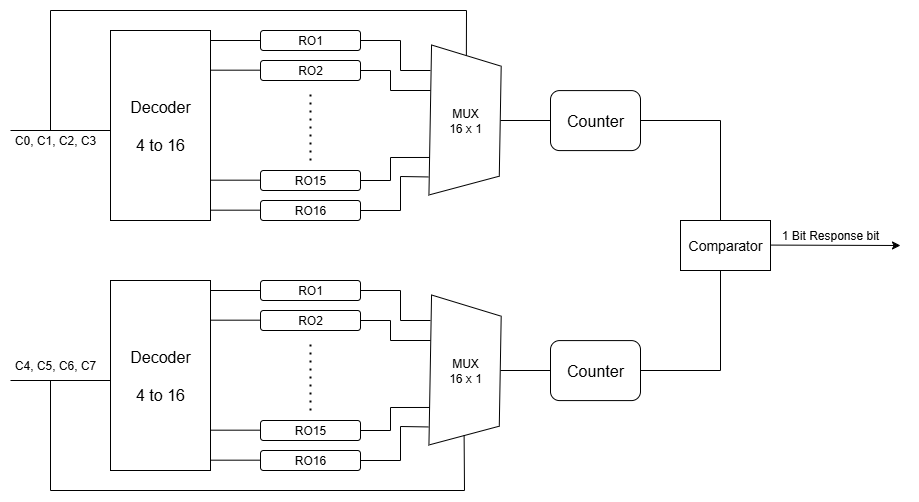 RO1
RO2
Decoder
4 to 16
C0, C1, C2, C3
MUX
16 x 1
Counter
RO15
RO16
Comparator
1 Bit Response bit
RO1
RO2
Decoder
4 to 16
C4, C5, C6, C7
MUX
16 x 1
Counter
RO15
RO16